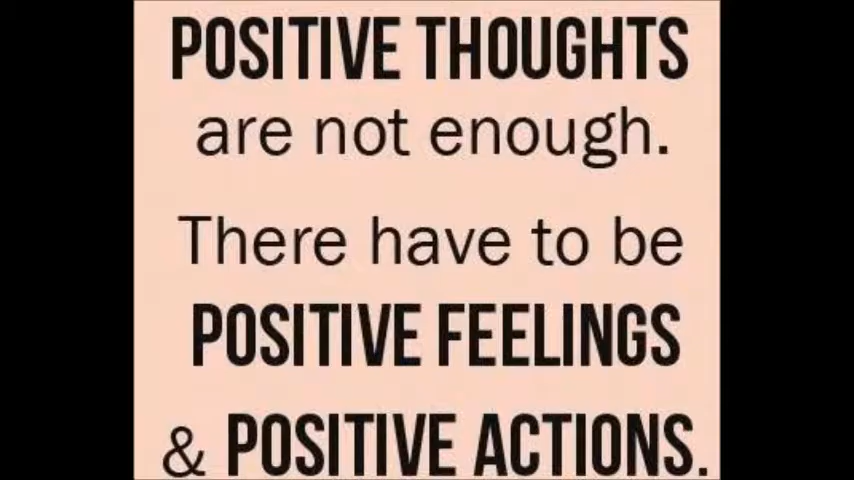 POSITIVE THOUGHTS
are not enough.
There have to be
POSITIVE FEELINGS
& POSITIVE ACTIONS.